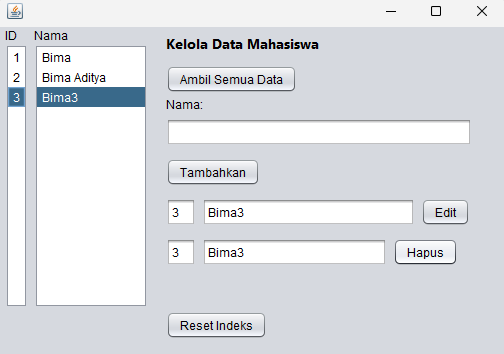 ID Nama
1 Bima
2 Bima Aditya
3 Bima3
Kelola Data Mahasiswa
Ambil Semua Data
Nama:
Tambahkan
3 Bima3 Edit
3 Bima3 Hapus
Reset Indeks